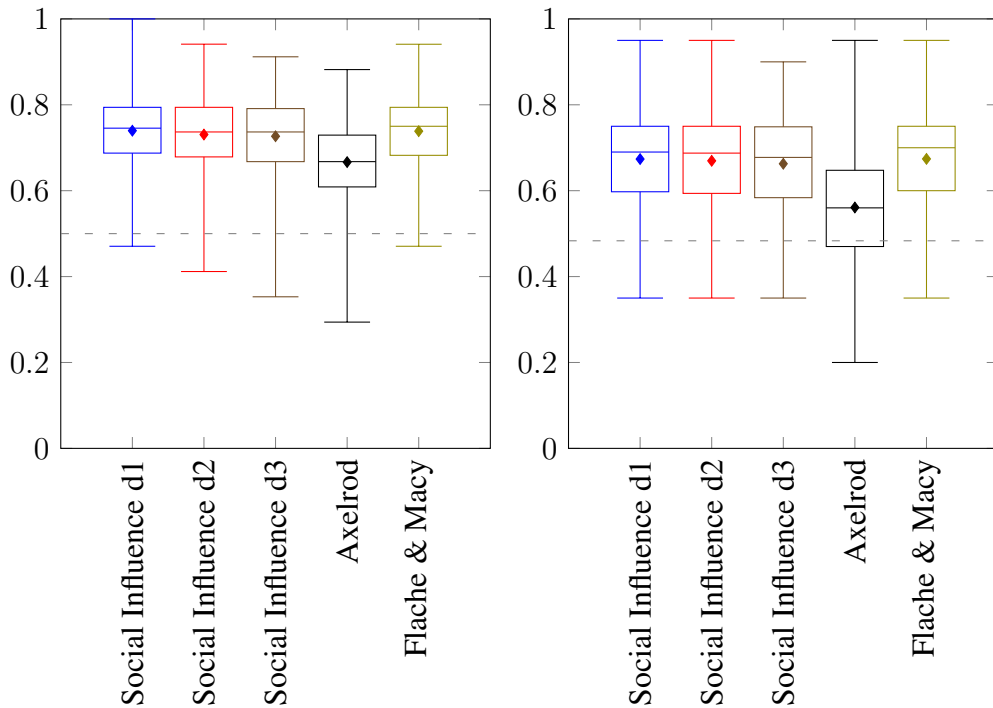 1
0.8
0.6
0.4
0.2
0
Social Influence d1
Social Influence d2
Social Influence d3
Axelrod
Flache & Macy
1
0.8
0.6
0.4
0.2
0
Social Influence d1
Social Influence d2
Social Influence d3
Axelrod
Flache & Macy